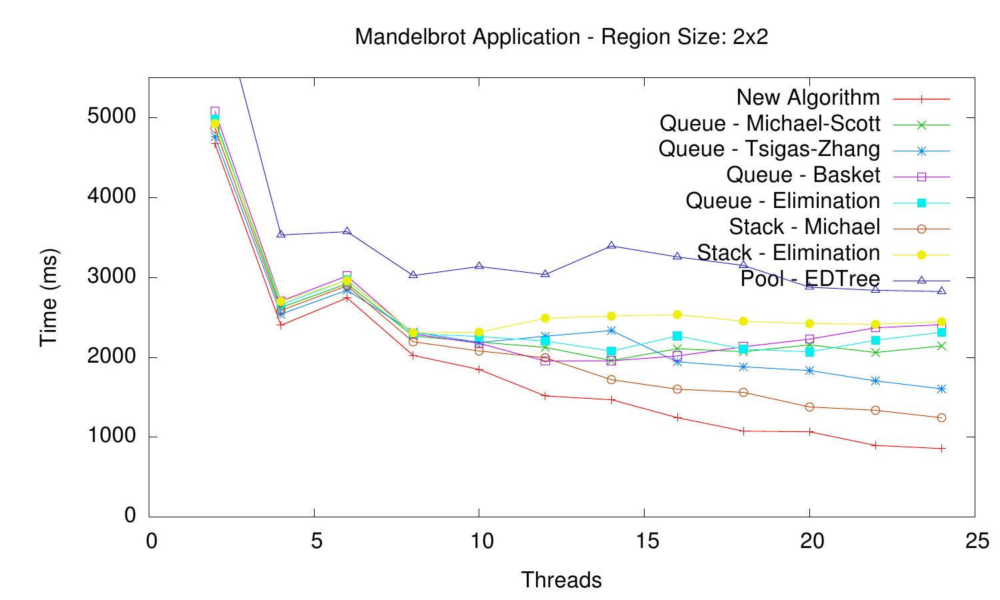 Mandelbrot Application - Region Size: 2x2
New Algorithm
Queue - Michael-Scott
Queue - Tsigas-Zhang
Queue - Basket
Queue - Elimination
Stack - Michael
Stack - Elimination
Pool - EDTree
5000
4000
3000
2000
1000
0
Time (ms)
0 5 10 15 20 25
Threads